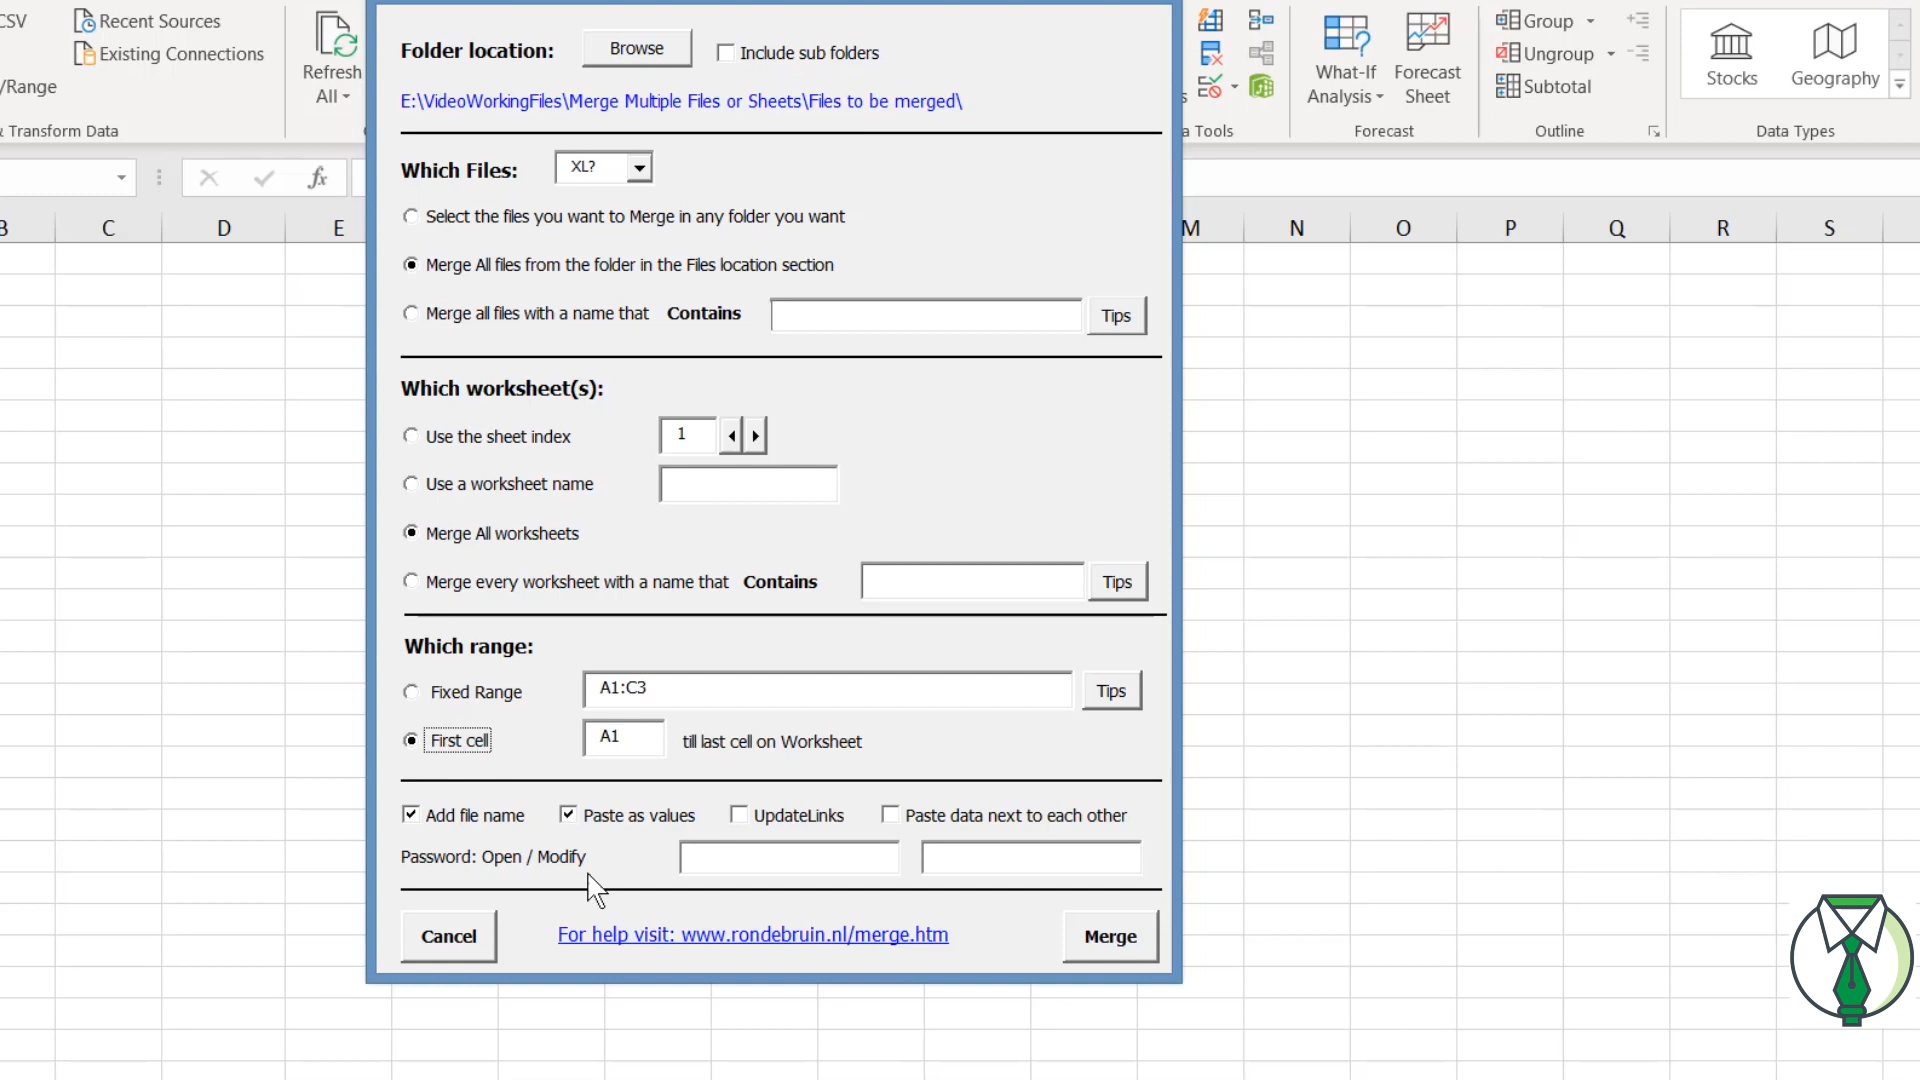 CSV
Recent Sources
Existing Connections
/Range
& Transform Data
Refresh
All
Folder location:
Browse
Include sub folders
E:\VideoWorkingFiles\Merge Multiple Files or Sheets\Files to be merged\
Which Files:
XL?
Select the files you want to Merge in any folder you want
Merge All files from the folder in the Files location section
Merge all files with a name that Contains
Tips
Which worksheet(s):
Use the sheet index
1
Use a worksheet name
Merge All worksheets
Merge every worksheet with a name that Contains
Tips
Which range:
Fixed Range
A1:C3
Tips
First cell
A1
till last cell on Worksheet
Add file name
Paste as values
UpdateLinks
Paste data next to each other
Password: Open / Modify
Cancel
For help visit: www.rondebruin.nl/merge.htm
Merge
What-If
Analysis
Forecast
Sheet
Group
Ungroup
Subtotal
Stocks
Geography
a Tools
Forecast
Outline
Data Types
fx
B C D E M N O P Q R S